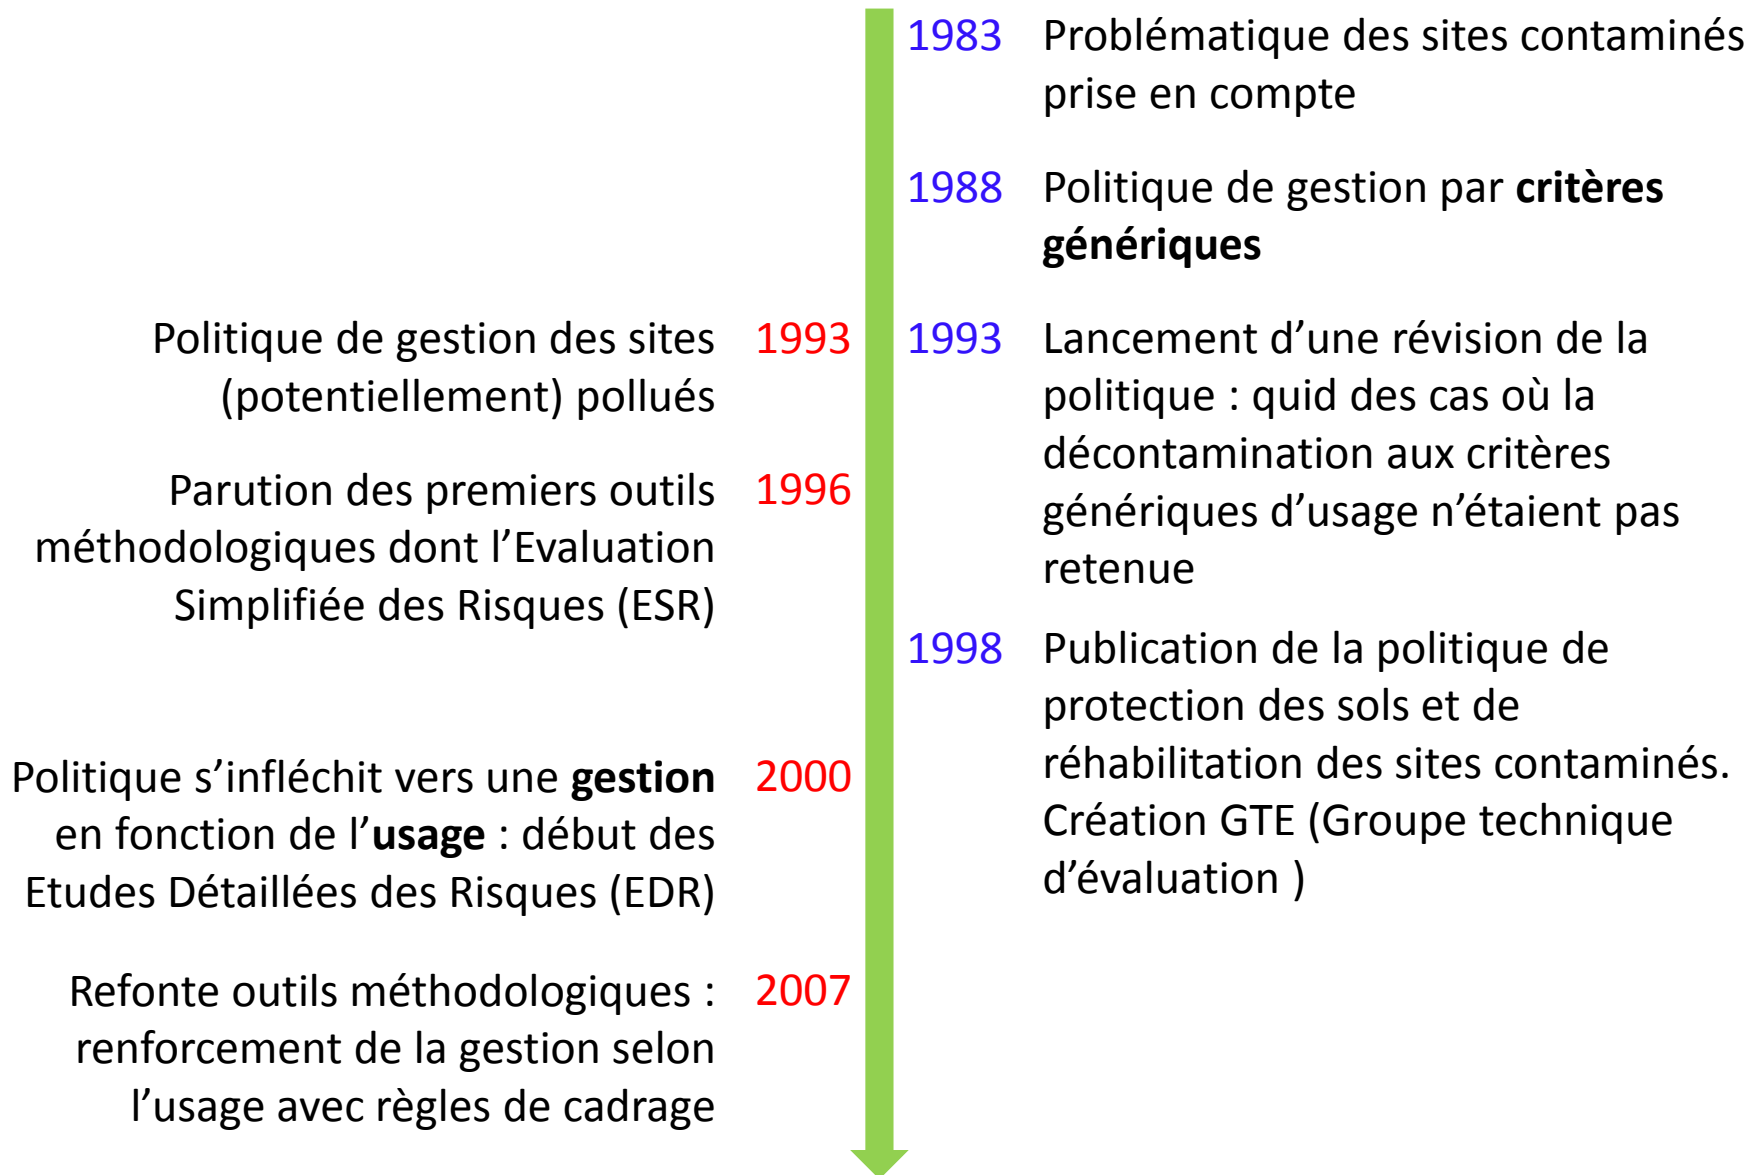 1983 Problématique des sites contaminés
prise en compte
1988 Politique de gestion par critères
génériques
Politique de gestion des sites 1993
(potentiellement) pollués
1993 Lancement d’une révision de la
politique : quid des cas où la
décontamination aux critères
génériques d’usage n’étaient pas
retenue
Parution des premiers outils 1996
méthodologiques dont l’Evaluation
Simplifiée des Risques (ESR)
1998 Publication de la politique de
protection des sols et de
réhabilitation des sites contaminés.
Création GTE (Groupe technique
d’évaluation )
Politique s’infléchit vers une gestion 2000
en fonction de l’usage : début des
Etudes Détaillées des Risques (EDR)
Refonte outils méthodologiques : 2007
renforcement de la gestion selon
l’usage avec règles de cadrage